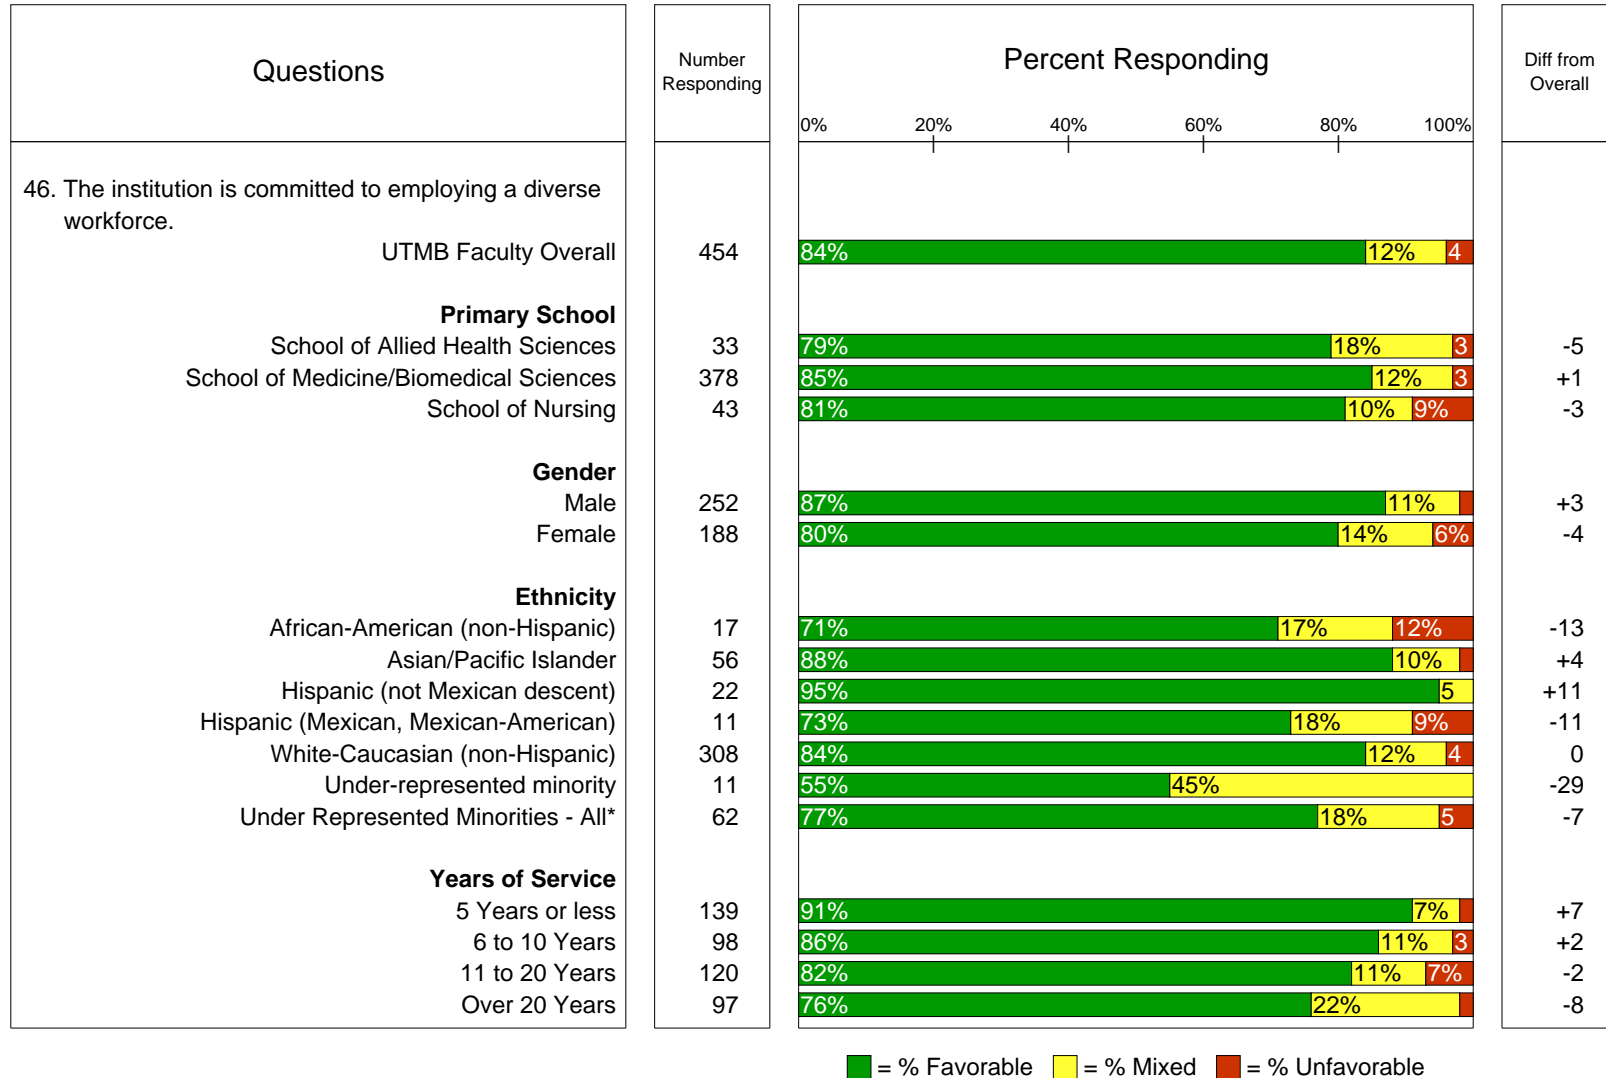 Questions
Number
Responding
Percent Responding
Diff from
Overall
0% 20% 40% 60% 80% 100%
46. The institution is committed to employing a diverse
workforce.
UTMB Faculty Overall 454 84% 12% 4
Primary School
School of Allied Health Sciences 33 79% 18% 3 -5
School of Medicine/Biomedical Sciences 378 85% 12% 3 +1
School of Nursing 43 81% 10% 9% -3
Gender
Male 252 87% 11% +3
Female 188 80% 14% 6% -4
Ethnicity
African-American (non-Hispanic) 17 71% 17% 12% -13
Asian/Pacific Islander 56 88% 10% +4
Hispanic (not Mexican descent) 22 95% 5 +11
Hispanic (Mexican, Mexican-American) 11 73% 18% 9% -11
White-Caucasian (non-Hispanic) 308 84% 12% 4 0
Under-represented minority 11 55% 45% -29
Under Represented Minorities - All* 62 77% 18% 5 -7
Years of Service
5 Years or less 139 91% 7% +7
6 to 10 Years 98 86% 11% 3 +2
11 to 20 Years 120 82% 11% 7% -2
Over 20 Years 97 76% 22% -8
= % Favorable = % Mixed = % Unfavorable